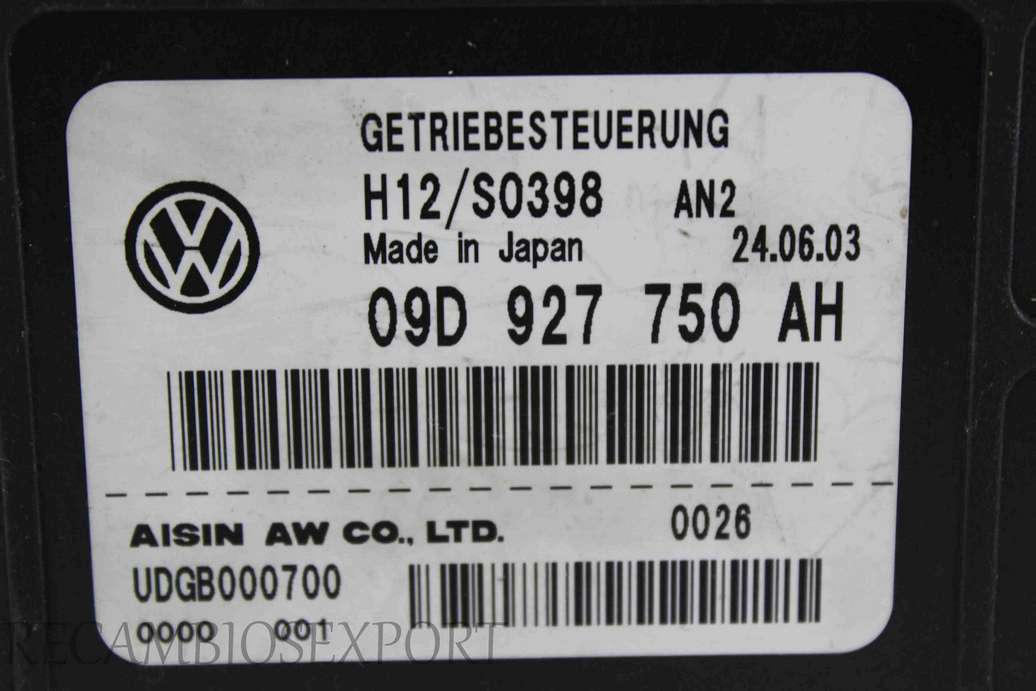 GETRIEBESTEUERUNG
H12/S0398 AN2
Made in Japan 24.06.03
09D 927 750 AH
AISIN AW CO., LTD. 0026
UDGB000700
0000 001
RECAMBIOSEXPORT